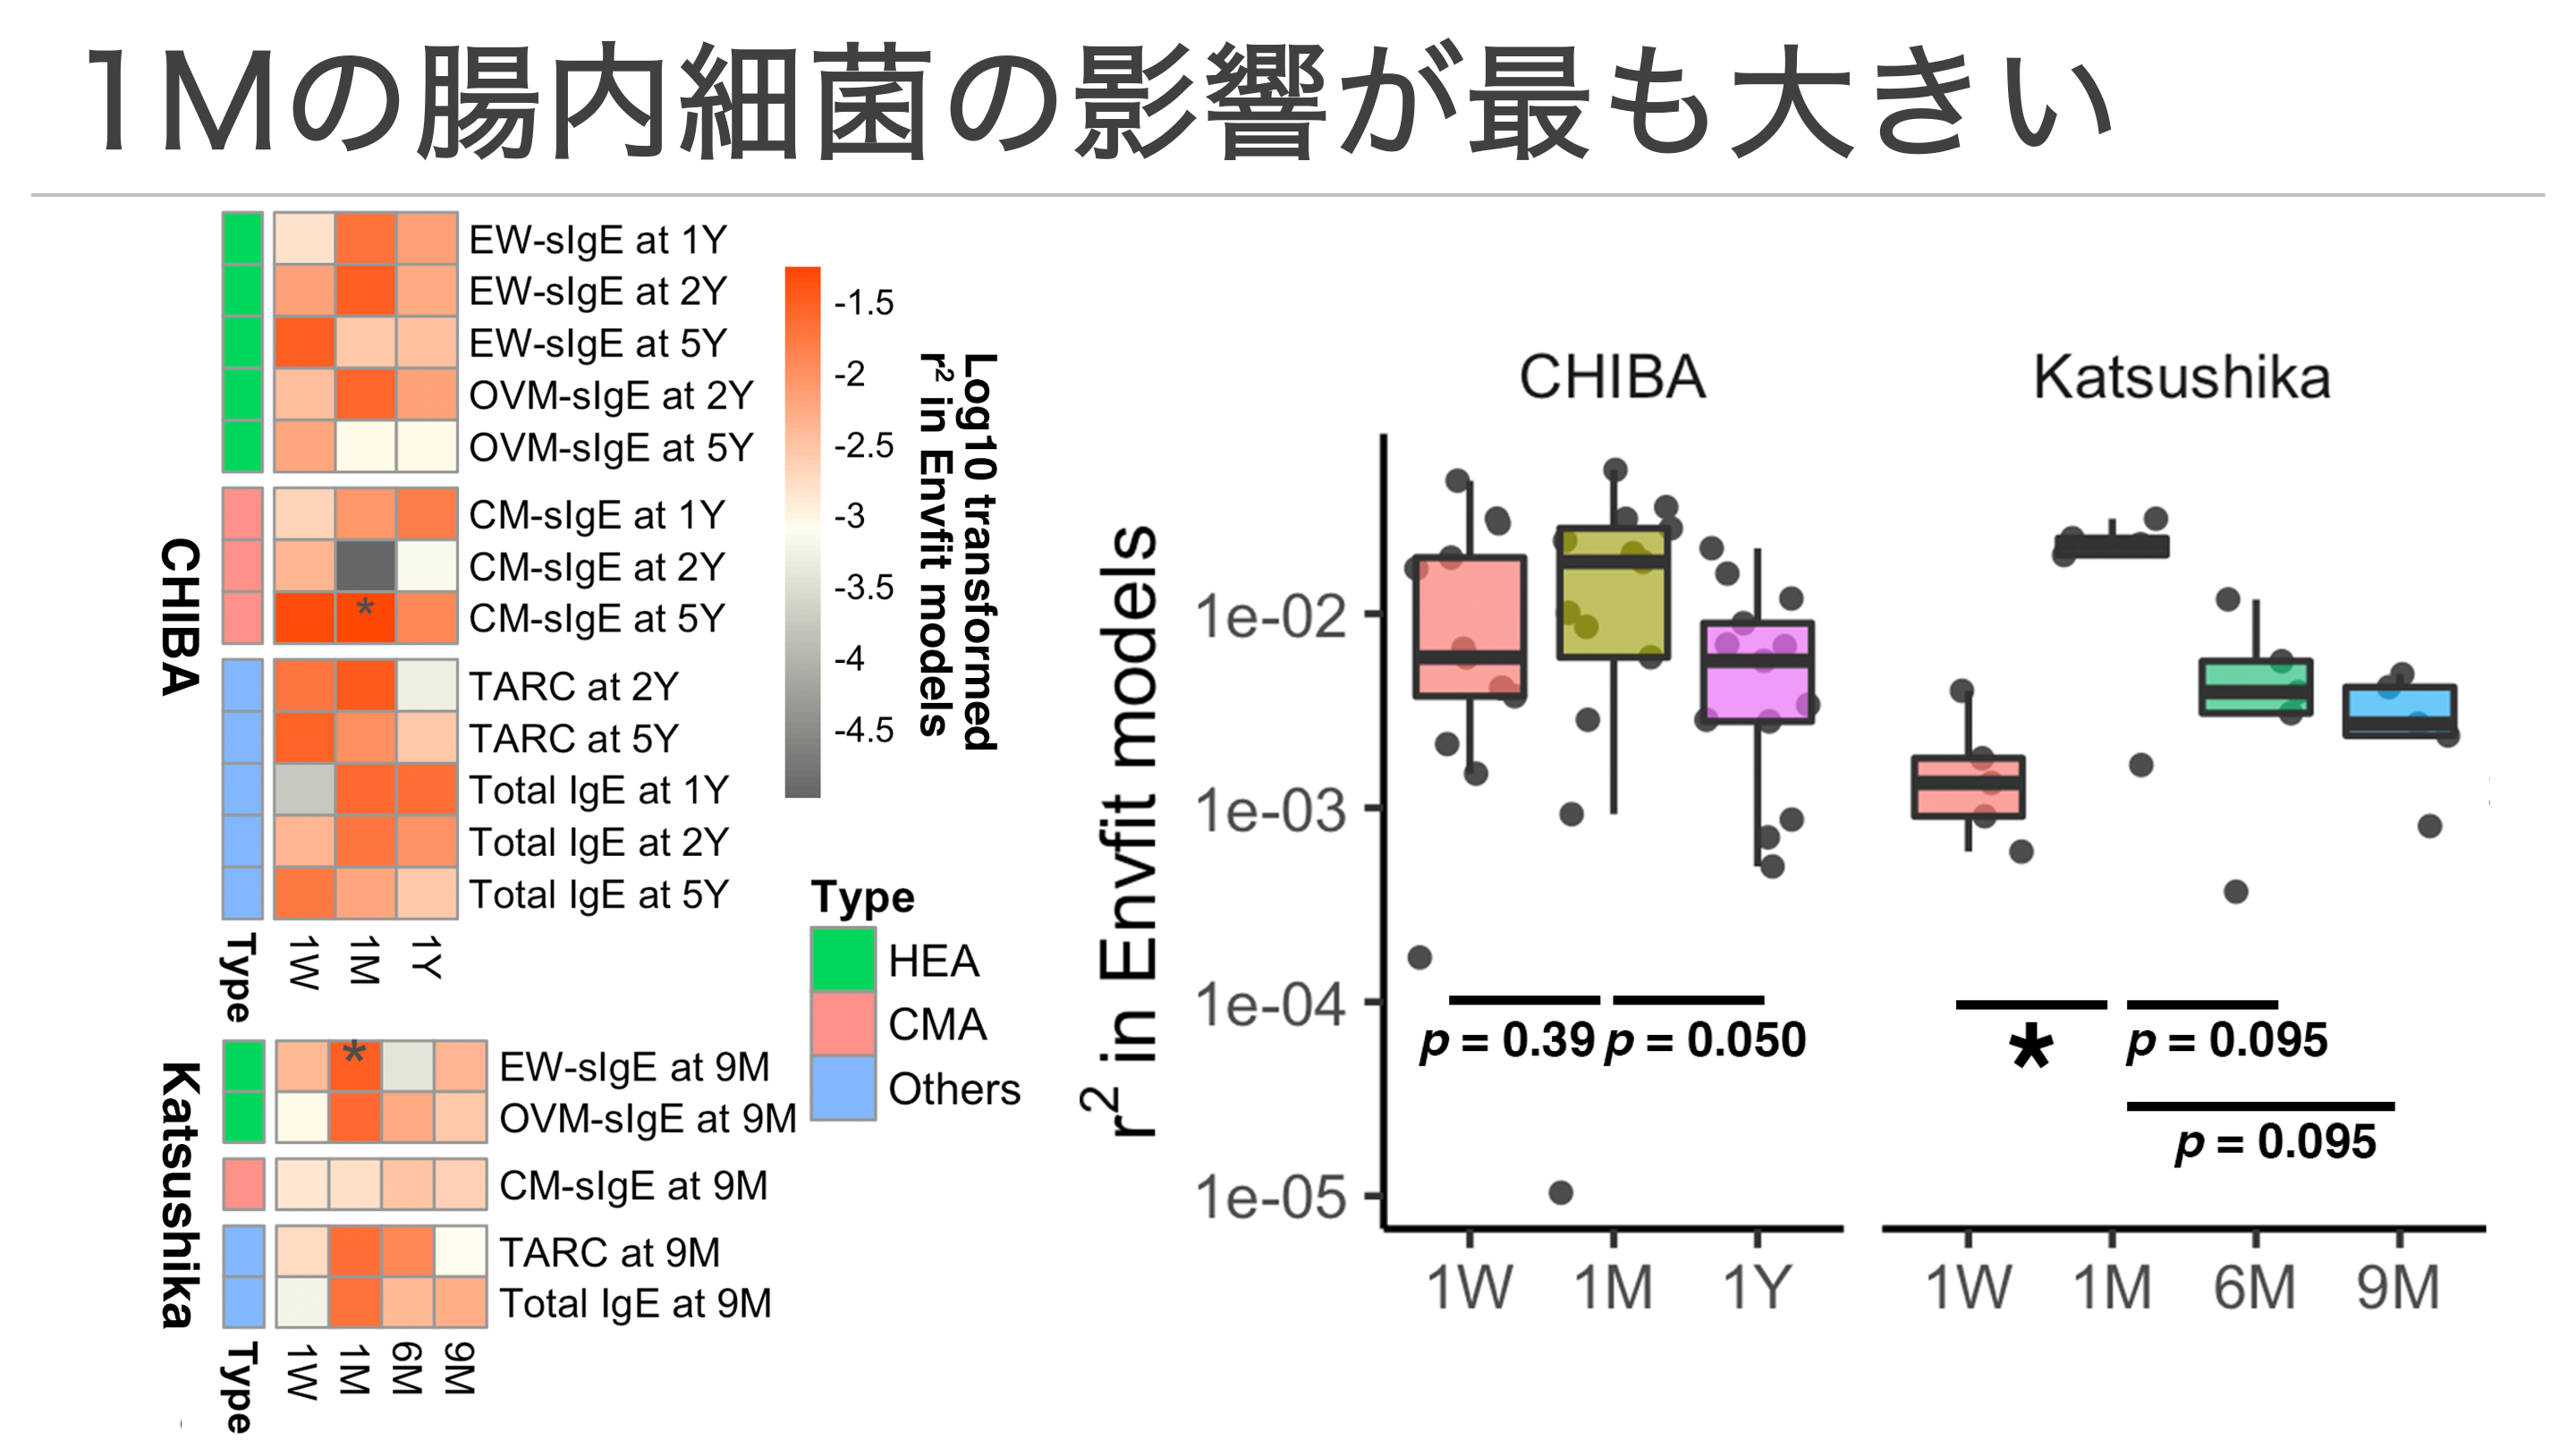 1Mの腸内細菌の影響が最も大きい
CHIBA
EW-sIgE at 1Y
EW-sIgE at 2Y
EW-sIgE at 5Y
OVM-sIgE at 2Y
OVM-sIgE at 5Y
CM-sIgE at 1Y
CM-sIgE at 2Y
*
CM-sIgE at 5Y
TARC at 2Y
TARC at 5Y
Total IgE at 1Y
Total IgE at 2Y
Total IgE at 5Y
Type 1W 1M 1Y
-1.5
-2
-2.5
-3
-3.5
-4
-4.5
Log10 transformed
r² in Envfit models
Type
HEA
CMA
Others
Katsushika
*
EW-sIgE at 9M
OVM-sIgE at 9M
CM-sIgE at 9M
TARC at 9M
Total IgE at 9M
Type 1W 1M 6M 9M
CHIBA Katsushika
r² in Envfit models
1e-02
1e-03
1e-04
1e-05
p = 0.39 p = 0.050
* p = 0.095
p = 0.095
1W 1M 1Y 1W 1M 6M 9M